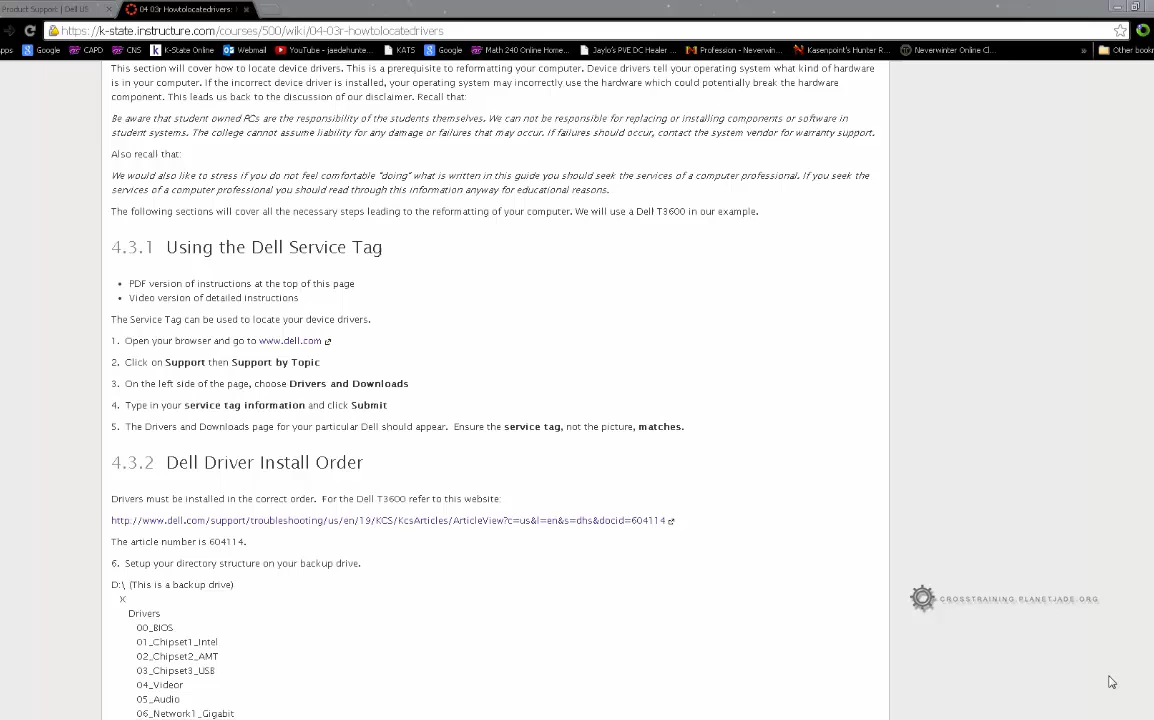 Product Support | Dell US
04 03r Howtolocatedrivers:
https://k-state.instructure.com/courses/500/wiki/04-03r-howtolocatedrivers
pps Google CAPD CNS K-State Online Webmail YouTube - jaedehunte... KATS Google Math 240 Online Home... Jaylo's PVE DC Healer ... Profession - Neverwin... Kasenpoint's Hunter R... Neverwinter Online Cl... » Other bookr
This section will cover how to locate device drivers. This is a prerequisite to reformatting your computer. Device drivers tell your operating system what kind of hardware
is in your computer. If the incorrect device driver is installed, your operating system may incorrectly use the hardware which could potentially break the hardware
component. This leads us back to the discussion of our disclaimer. Recall that:
Be aware that student owned PCs are the responsibility of the students themselves. We can not be responsible for replacing or installing components or software in
student systems. The college cannot assume liability for any damage or failures that may occur. If failures should occur, contact the system vendor for warranty support.
Also recall that:
We would also like to stress if you do not feel comfortable "doing" what is written in this guide you should seek the services of a computer professional. If you seek the
services of a computer professional you should read through this information anyway for educational reasons.
The following sections will cover all the necessary steps leading to the reformatting of your computer. We will use a Dell T3600 in our example.
4.3.1 Using the Dell Service Tag
• PDF version of instructions at the top of this page
• Video version of detailed instructions
The Service Tag can be used to locate your device drivers.
1. Open your browser and go to www.dell.com
2. Click on Support then Support by Topic
3. On the left side of the page, choose Drivers and Downloads
4. Type in your service tag information and click Submit
5. The Drivers and Downloads page for your particular Dell should appear. Ensure the service tag, not the picture, matches.
4.3.2 Dell Driver Install Order
Drivers must be installed in the correct order. For the Dell T3600 refer to this website:
http://www.dell.com/support/troubleshooting/us/en/19/KCS/KcsArticles/ArticleView?c=us&l=en&s=dhs&docid=604114
The article number is 604114.
6. Setup your directory structure on your backup drive.
D:\ (This is a backup drive)
X
Drivers
CROSSTRAINING.PLANETJADE.ORG
00_BIOS
01_Chipset1_Intel
02_Chipset2_AMT
03_Chipset3_USB
04_Videor
05_Audio
06_Network1_Gigabit